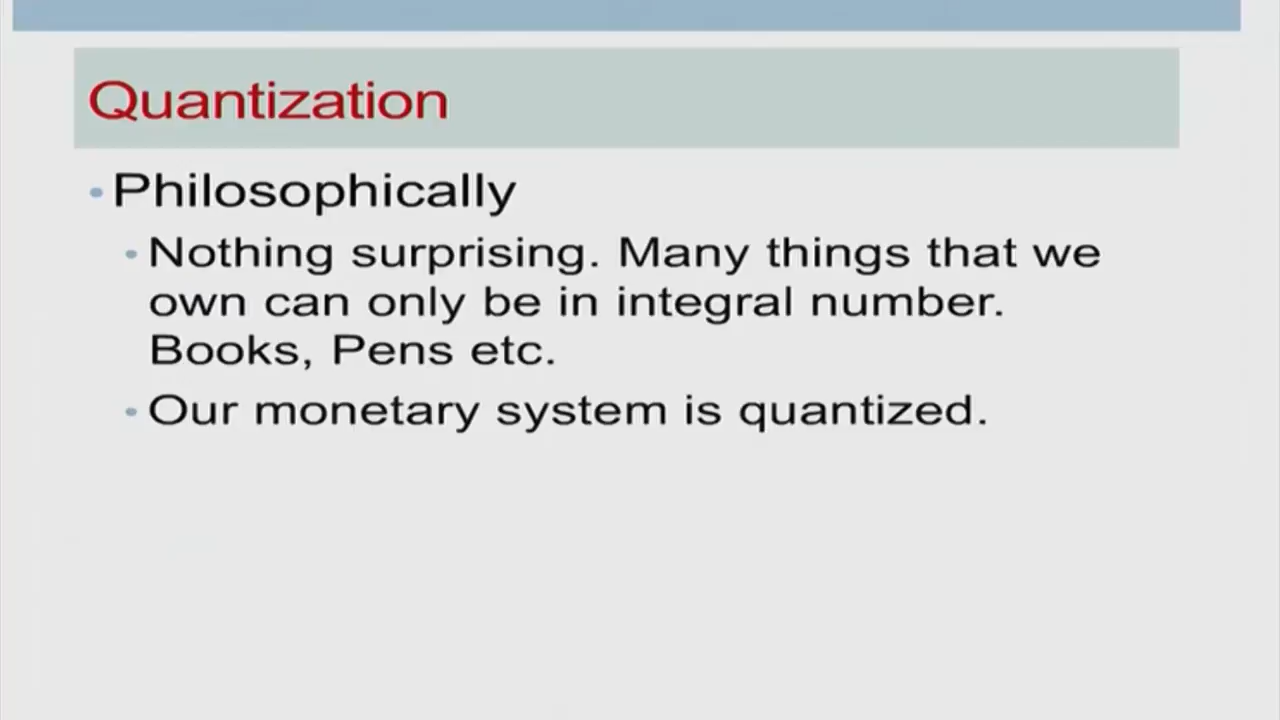 Quantization
• Philosophically
• Nothing surprising. Many things that we
own can only be in integral number.
Books, Pens etc.
• Our monetary system is quantized.